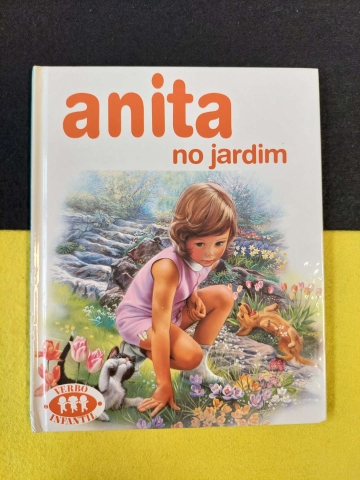 anita
no jardim
VERBO
INFANTIL